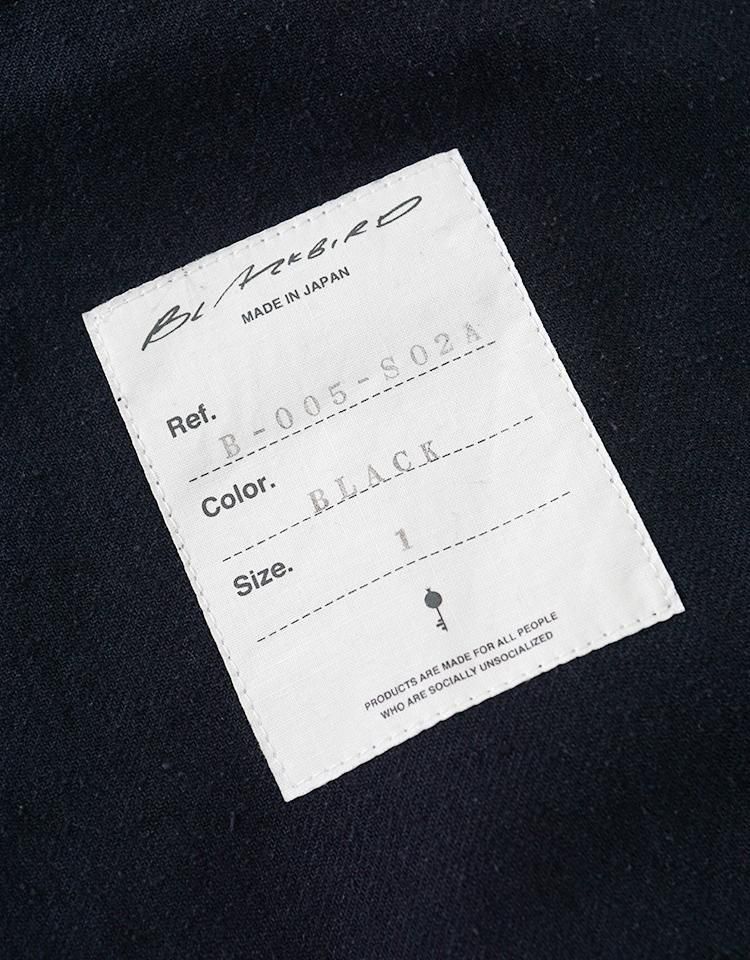 BLACKBIRD
MADE IN JAPAN
Ref. B-005-S02A
Color. BLACK
Size. 1
PRODUCTS ARE MADE FOR ALL PEOPLE
WHO ARE SOCIALLY UNSOCIALIZED